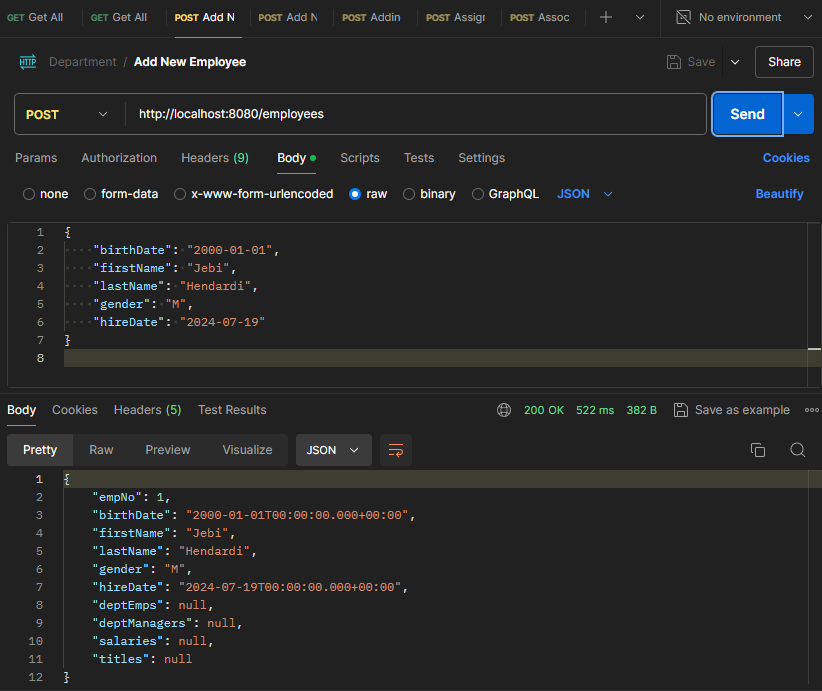 GET Get All POST Add N POST Add N POST Addin POST Assig POST Assoc No environment
GET Get All
HTTP Department / Add New Employee Save Share
POST http://localhost:8080/employees Send
Params Authorization Headers (9) Body Scripts Tests Settings Cookies
none form-data x-www-form-urlencoded raw binary GraphQL JSON Beautify
1 {
2 "birthDate": "2000-01-01",
3 "firstName": "Jebi",
4 "lastName": "Hendardi",
5 "gender": "M",
6 "hireDate": "2024-07-19"
7 }
8
Body Cookies Headers (5) Test Results 200 OK 522 ms 382 B Save as example
Pretty Raw Preview Visualize JSON
1 {
2 "empNo": 1,
3 "birthDate": "2000-01-01T00:00:00.000+00:00",
4 "firstName": "Jebi",
5 "lastName": "Hendardi",
6 "gender": "M",
7 "hireDate": "2024-07-19T00:00:00.000+00:00",
8 "deptEmps": null,
9 "deptManagers": null,
10 "salaries": null,
11 "titles": null
12 }